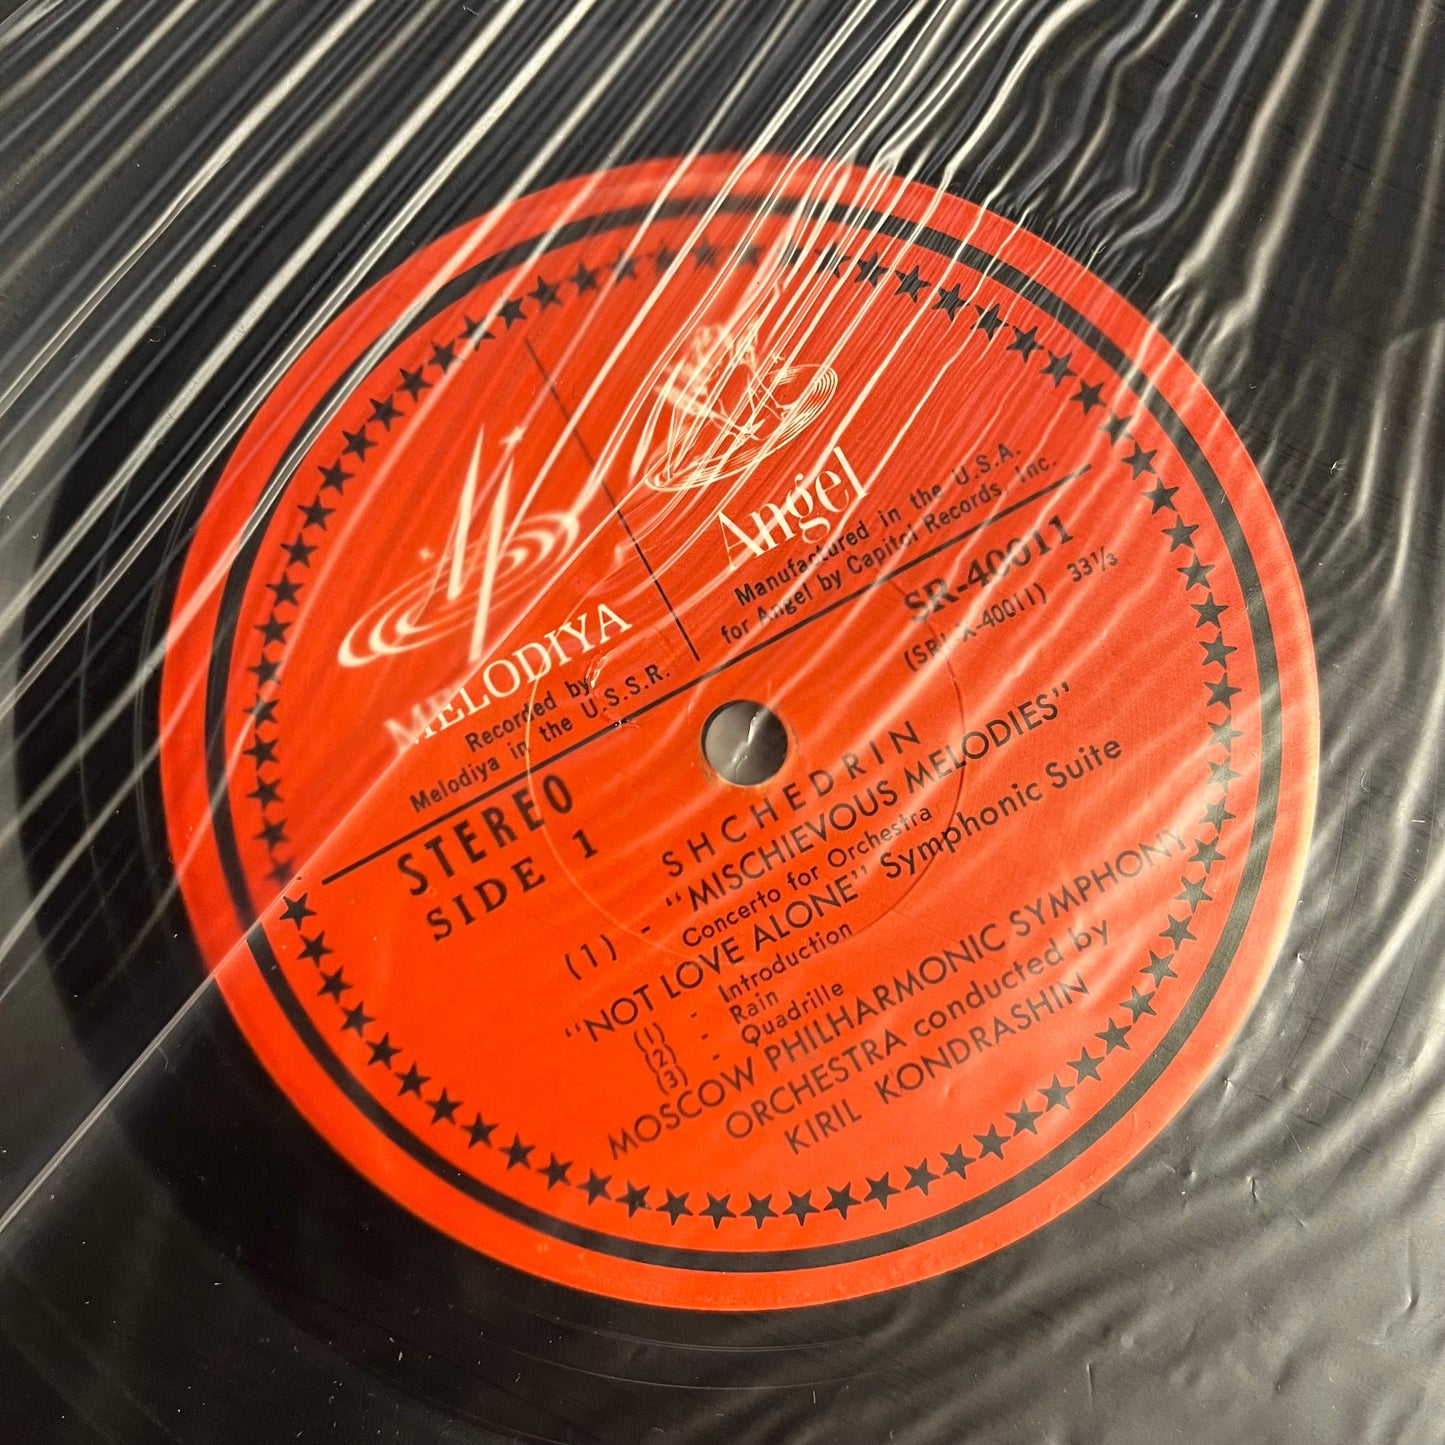 MELODIYA
Recorded by
Melodiya in the U.S.S.R.
Angel
Manufactured in the U.S.A.
for Angel by Capitol Records, Inc.
STEREO
SIDE 1
SR-40011
(SRL-X-40011) 33⅓
SHCHEDRIN
(1) - "MISCHIEVOUS MELODIES"
Concerto for Orchestra
"NOT LOVE ALONE" Symphonic Suite
(1) - Introduction
(2) - Rain
(3) - Quadrille
MOSCOW PHILHARMONIC SYMPHONY
ORCHESTRA conducted by
KIRIL KONDRASHIN